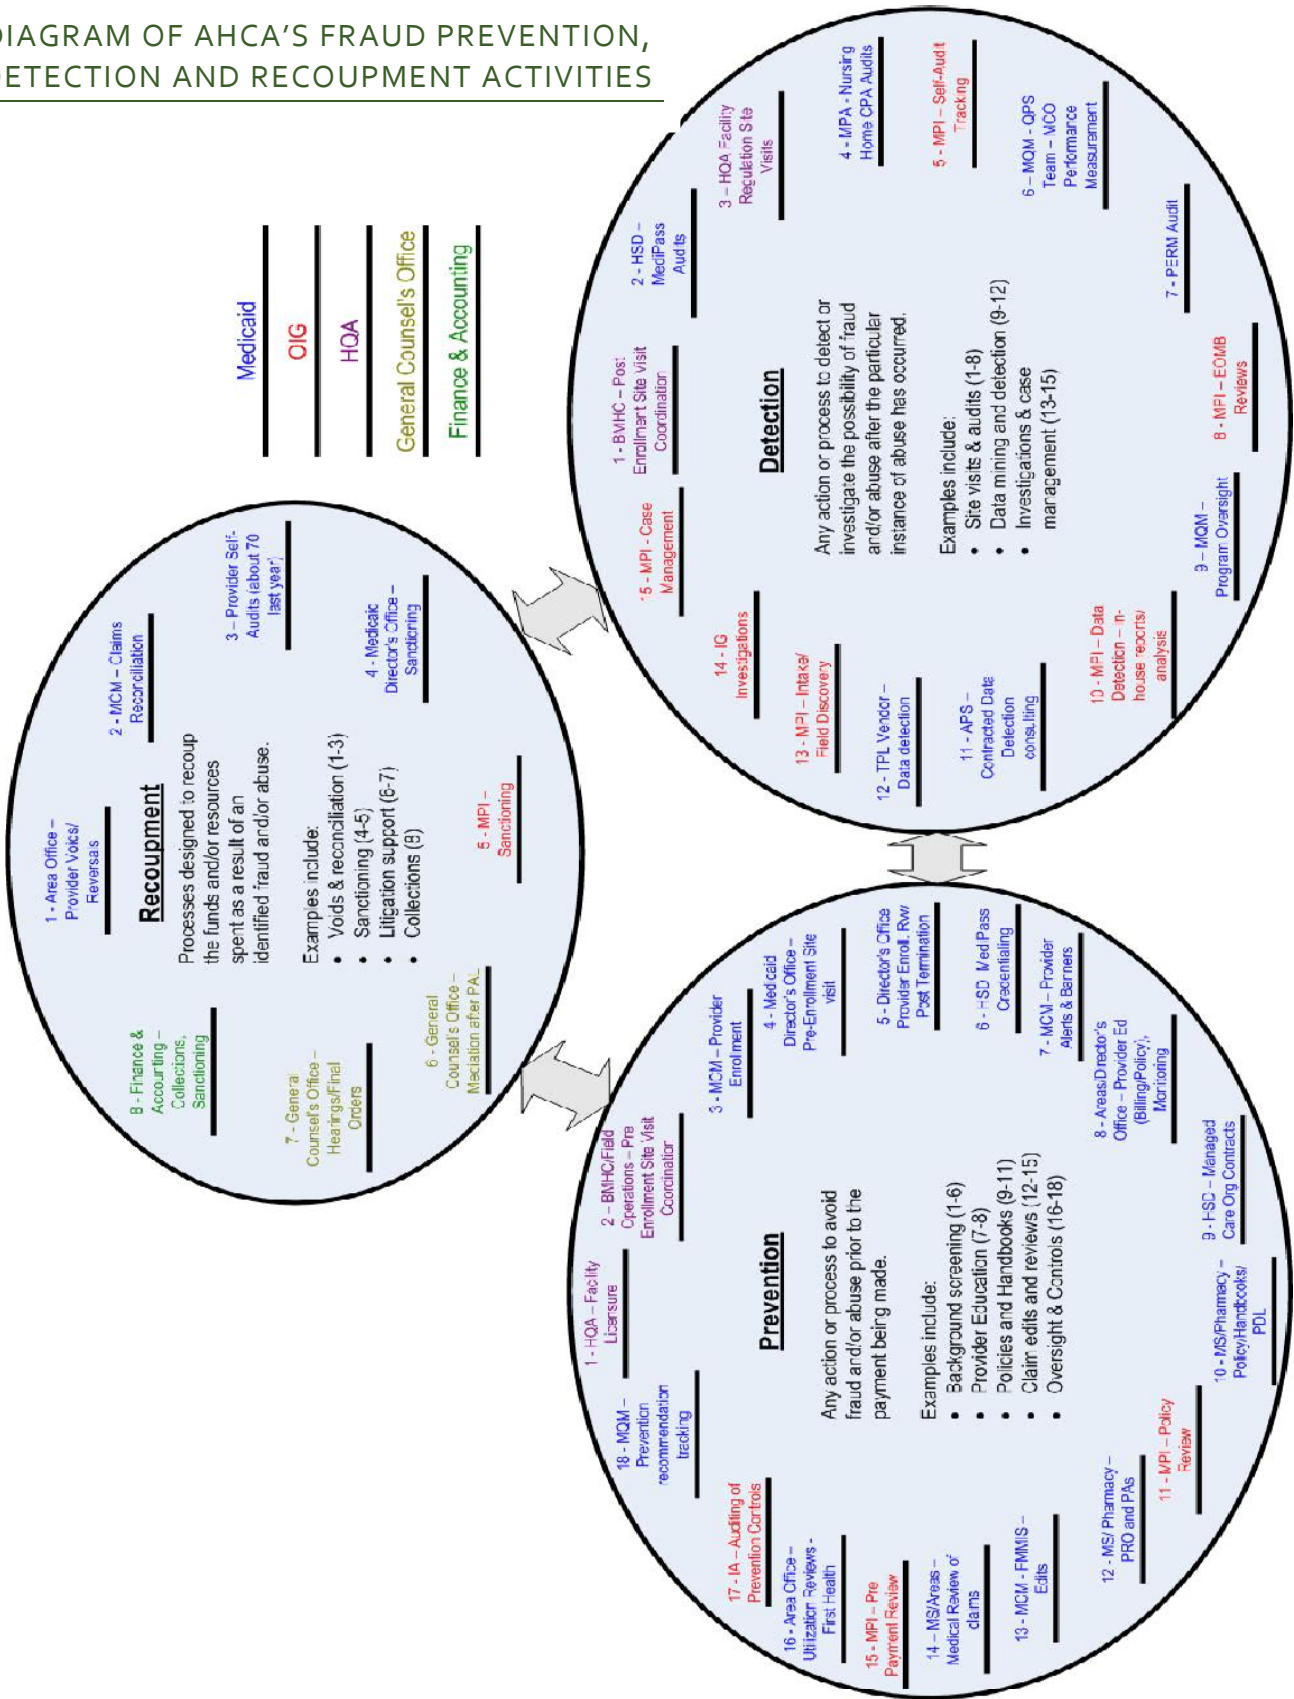 DIAGRAM OF AHCA'S FRAUD PREVENTION,
DETECTION AND RECOUPMENT ACTIVITIES
Medicaid
OIG
HQA
General Counsel's Office
Finance & Accounting
1 - Area Office –
Provider Voids/
Reversals
2 - MCM – Claims
Reconciliation
3 – Provider Self-
Audits (about 70
last year)
4 - Medicaid
Director's Office –
Sanctioning
5 - MPI –
Sanctioning
6 - General
Counsel's Office –
Mediation after PAL
7 - General
Counsel's Office –
Hearings/Final
Orders
8 - Finance &
Accounting –
Collections,
Sanctioning
Recoupment
Processes designed to recoup
the funds and/or resources
spent as a result of an
identified fraud and/or abuse.
Examples include:
• Voids & reconciliation (1-3)
• Sanctioning (4-5)
• Litigation support (6-7)
• Collections (8)
1 - HQA – Facility
Licensure
2 – BMHC/Field
Operations – Pre
Enrollment Site Visit
Coordination
3 - MCM – Provider
Enrollment
4 - Medicaid
Director's Office –
Pre-Enrollment Site
visit
5 - Director's Office
Provider Enroll. Rvw
Post Termination
6 - HSD MediPass
Credentialing
7 - MCM – Provider
Alerts & Banners
8 - Areas/Director's
Office – Provider Ed
(Billing/Policy),
Monitoring
9 - HSD – Managed
Care Org Contracts
10 - MS/Pharmacy –
Policy/Handbooks/
PDL
11 - MPI – Policy
Review
12 - MS/ Pharmacy –
PRO and PAs
13 - MCM - FMMIS –
Edits
14 – MS/Areas –
Medical Review of
claims
15 - MPI – Pre
Payment Review
16 - Area Office –
Utilization Reviews -
First Health
17 - IA – Auditing of
Prevention Controls
18 - MQM –
Prevention
recommendation
tracking
Prevention
Any action or process to avoid
fraud and/or abuse prior to the
payment being made.
Examples include:
• Background screening (1-6)
• Provider Education (7-8)
• Policies and Handbooks (9-11)
• Claim edits and reviews (12-15)
• Oversight & Controls (16-18)
1 - BMHC – Post
Enrollment Site Visit
Coordination
2 - HSD –
MediPass
Audits
3 – HQA Facility
Regulation Site
Visits
4 - MPA - Nursing
Home CPA Audits
5 - MPI – Self-Audit
Tracking
6 – MQM - QPS
Team – MCO
Performance
Measurement
7 - PERM Audit
8 - MPI – EOMB
Reviews
9 – MQM –
Program Oversight
10 - MPI – Data
Detection – in-
house reports/
analysis
11 - APS –
Contracted Data
Detection
consulting
12 - TPL Vendor –
Data detection
13 - MPI – Intake/
Field Discovery
14 - IG
Investigations
15 - MPI - Case
Management
Detection
Any action or process to detect or
investigate the possibility of fraud
and/or abuse after the particular
instance of abuse has occurred.
Examples include:
• Site visits & audits (1-8)
• Data mining and detection (9-12)
• Investigations & case
management (13-15)